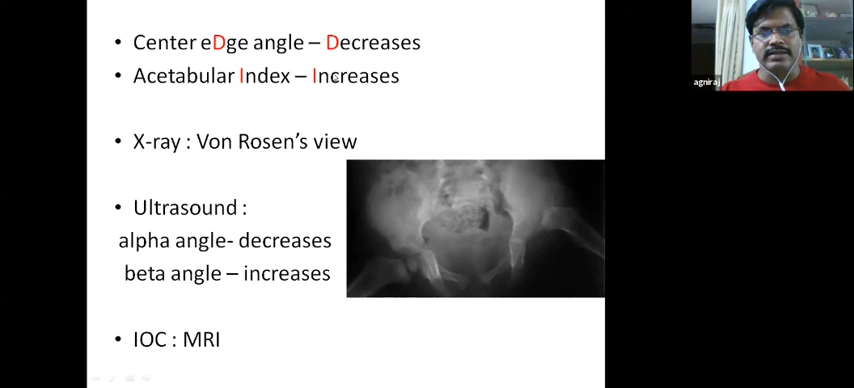 • Center eDge angle – Decreases
• Acetabular Index – Increases
• X-ray : Von Rosen's view
• Ultrasound :
alpha angle- decreases
beta angle – increases
• IOC : MRI
agniraj